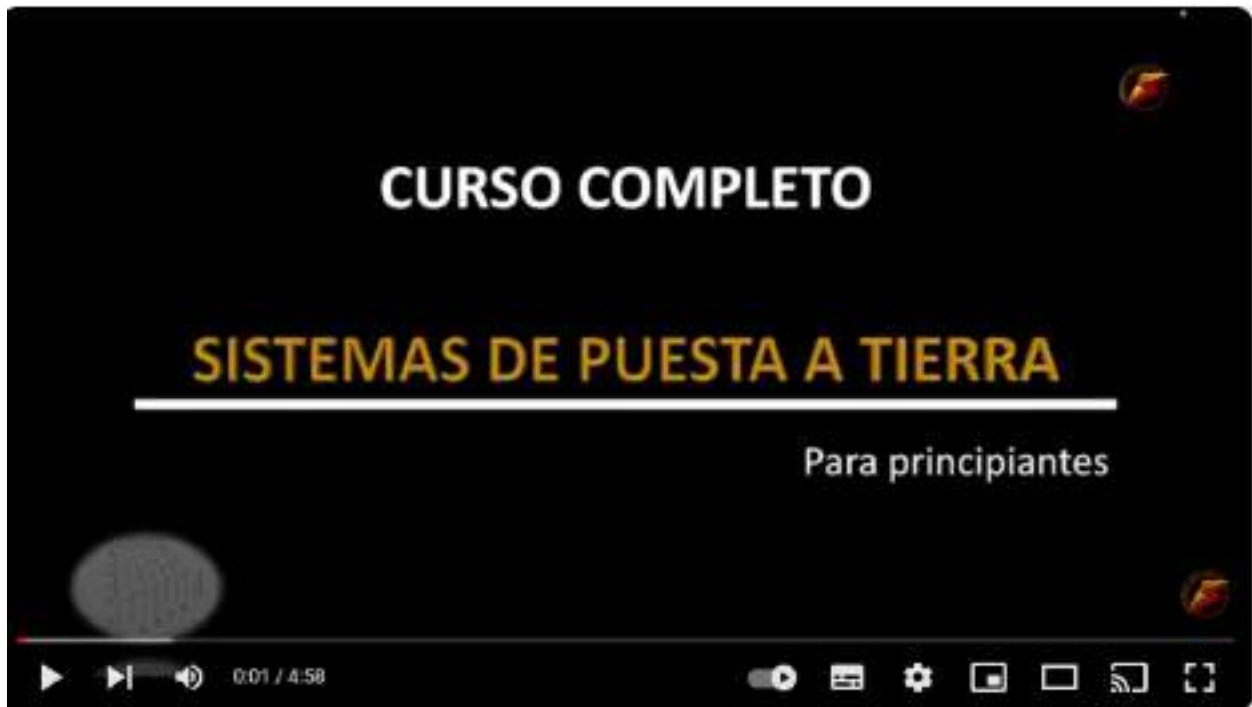 CURSO COMPLETO
SISTEMAS DE PUESTA A TIERRA
Para principiantes
0:01 / 4:58